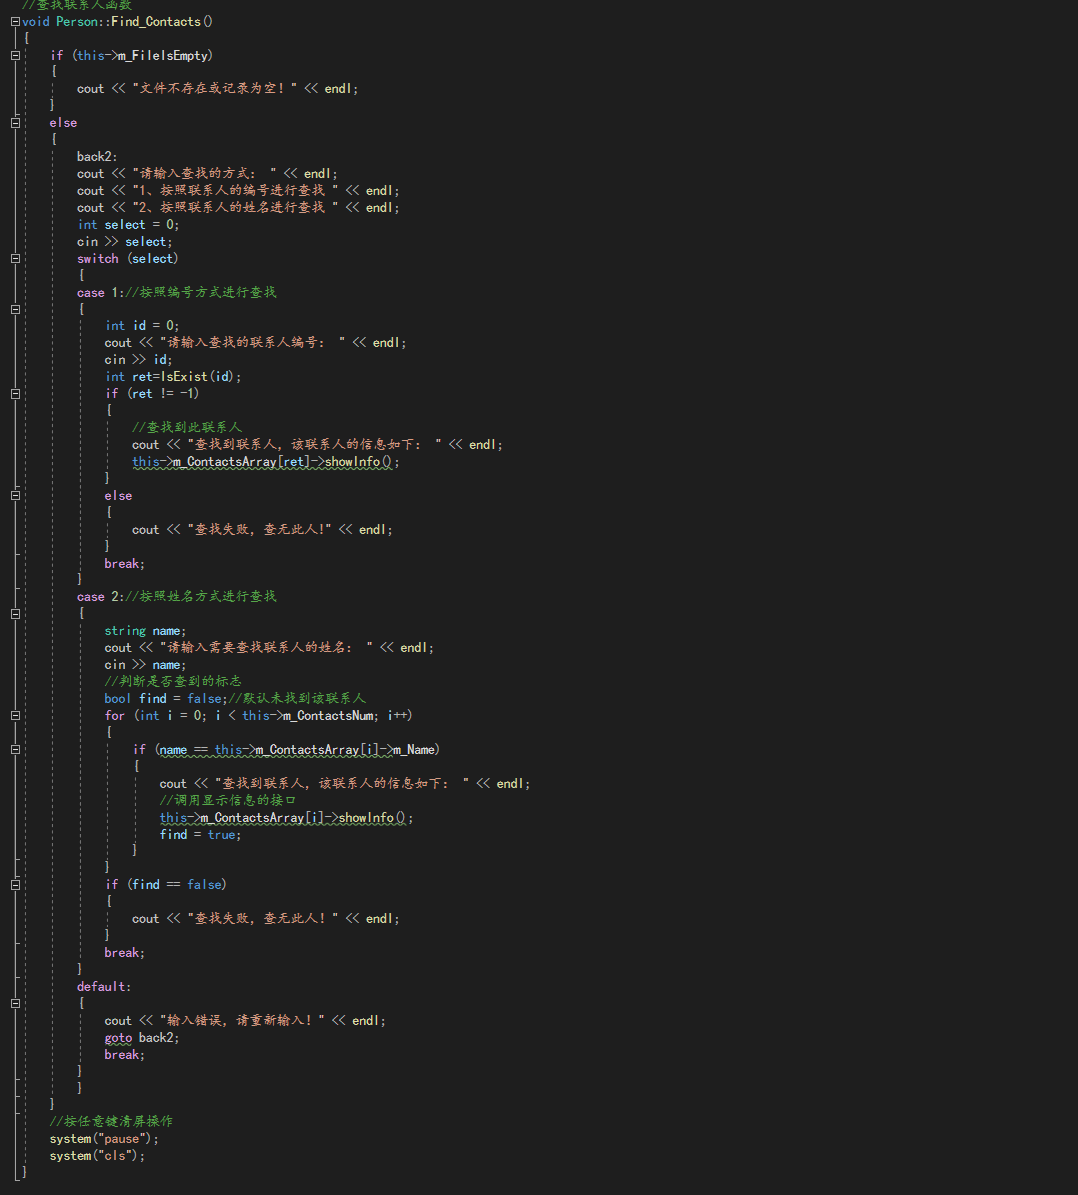 //查找联系人函数
void Person::Find_Contacts()
{
if (this->m_FileIsEmpty)
{
cout << "文件不存在或记录为空！" << endl;
}
else
{
back2:
cout << "请输入查找的方式： " << endl;
cout << "1、按照联系人的编号进行查找 " << endl;
cout << "2、按照联系人的姓名进行查找 " << endl;
int select = 0;
cin >> select;
switch (select)
{
case 1://按照编号方式进行查找
{
int id = 0;
cout << "请输入查找的联系人编号： " << endl;
cin >> id;
int ret=IsExist(id);
if (ret != -1)
{
//查找到此联系人
cout << "查找到联系人，该联系人的信息如下： " << endl;
this->m_ContactsArray[ret]->showInfo();
}
else
{
cout << "查找失败，查无此人!" << endl;
}
break;
}
case 2://按照姓名方式进行查找
{
string name;
cout << "请输入需要查找联系人的姓名： " << endl;
cin >> name;
//判断是否查到的标志
bool find = false;//默认未找到该联系人
for (int i = 0; i < this->m_ContactsNum; i++)
{
if (name == this->m_ContactsArray[i]->m_Name)
{
cout << "查找到联系人，该联系人的信息如下： " << endl;
//调用显示信息的接口
this->m_ContactsArray[i]->showInfo();
find = true;
}
}
if (find == false)
{
cout << "查找失败，查无此人！" << endl;
}
break;
}
default:
{
cout << "输入错误，请重新输入！" << endl;
goto back2;
break;
}
}
}
//按任意键清屏操作
system("pause");
system("cls");
}